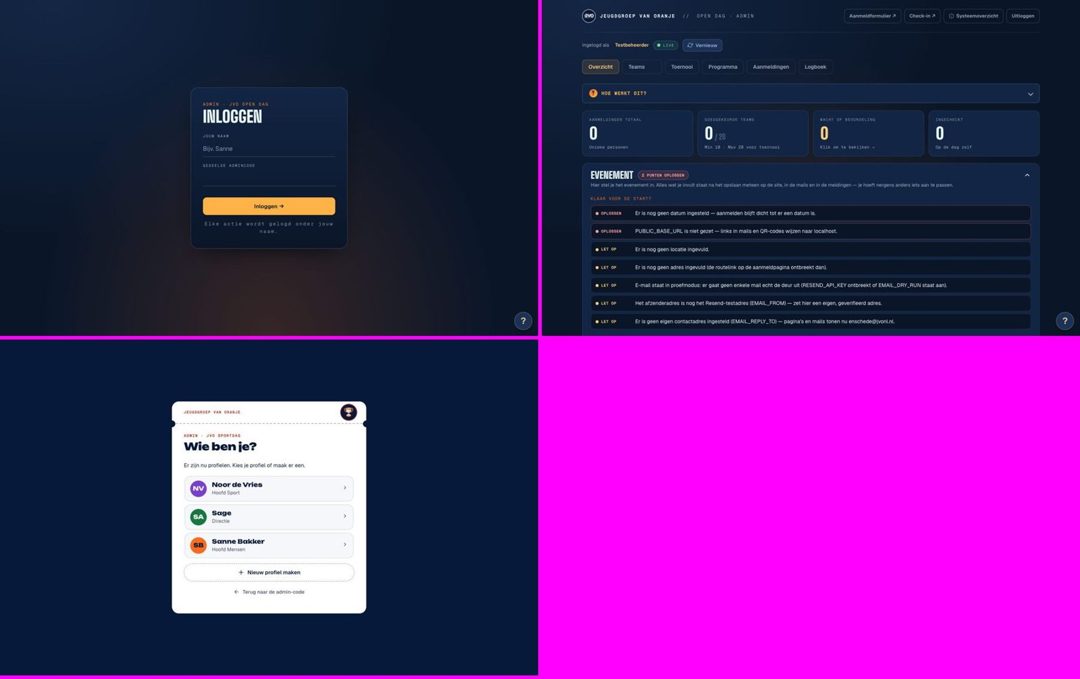 ADMIN · JVO OPEN DAG
INLOGGEN
JOUW NAAM
Bijv. Sanne
GEDEELDE ADMINCODE
Inloggen →
Elke actie wordt gelogd onder jouw
naam.
?
JEUGDGROEP VAN ORANJE // OPEN DAG · ADMIN
Aanmeldformulier ↗
Check-in ↗
Systeemoverzicht
Uitloggen
Ingelogd als Testbeheerder
LIVE
Vernieuw
Overzicht
Teams
Toernooi
Programma
Aanmeldingen
Logboek
? HOE WERKT DIT?
AANMELDINGEN TOTAAL
0
Unieke personen
GOEDGEKEURDE TEAMS
0 / 20
Min 10 · Max 20 voor toernooi
WACHT OP BEOORDELING
0
Klik om te bekijken →
INGECHECKT
0
Op de dag zelf
EVENEMENT
2 PUNTEN OPLOSSEN
Hier stel je het evenement in. Alles wat je invult staat na het opslaan meteen op de site, in de mails en in de meldingen — je hoeft nergens anders iets aan te passen.
KLAAR VOOR DE START?
OPLOSSEN Er is nog geen datum ingesteld — aanmelden blijft dicht tot er een datum is.
OPLOSSEN PUBLIC_BASE_URL is niet gezet — links in mails en QR-codes wijzen naar localhost.
LET OP Er is nog geen locatie ingevuld.
LET OP Er is nog geen adres ingevuld (de routelink op de aanmeldpagina ontbreekt dan).
LET OP E-mail staat in proefmodus: er gaat geen enkele mail echt de deur uit (RESEND_API_KEY ontbreekt of EMAIL_DRY_RUN staat aan).
LET OP Het afzenderadres is nog het Resend-testadres (EMAIL_FROM) — zet hier een eigen, geverifieerd adres.
LET OP Er is geen eigen contactadres ingesteld (EMAIL_REPLY_TO) — pagina's en mails tonen nu enschede@jvonl.nl.
?
JEUGDGROEP VAN ORANJE
ADMIN · JVO SPORTDAG
Wie ben je?
Er zijn nu profielen. Kies je profiel of maak er een.
NV
Noor de Vries
Hoofd Sport
SA
Sage
Directie
SB
Sanne Bakker
Hoofd Mensen
+ Nieuw profiel maken
← Terug naar de admin-code